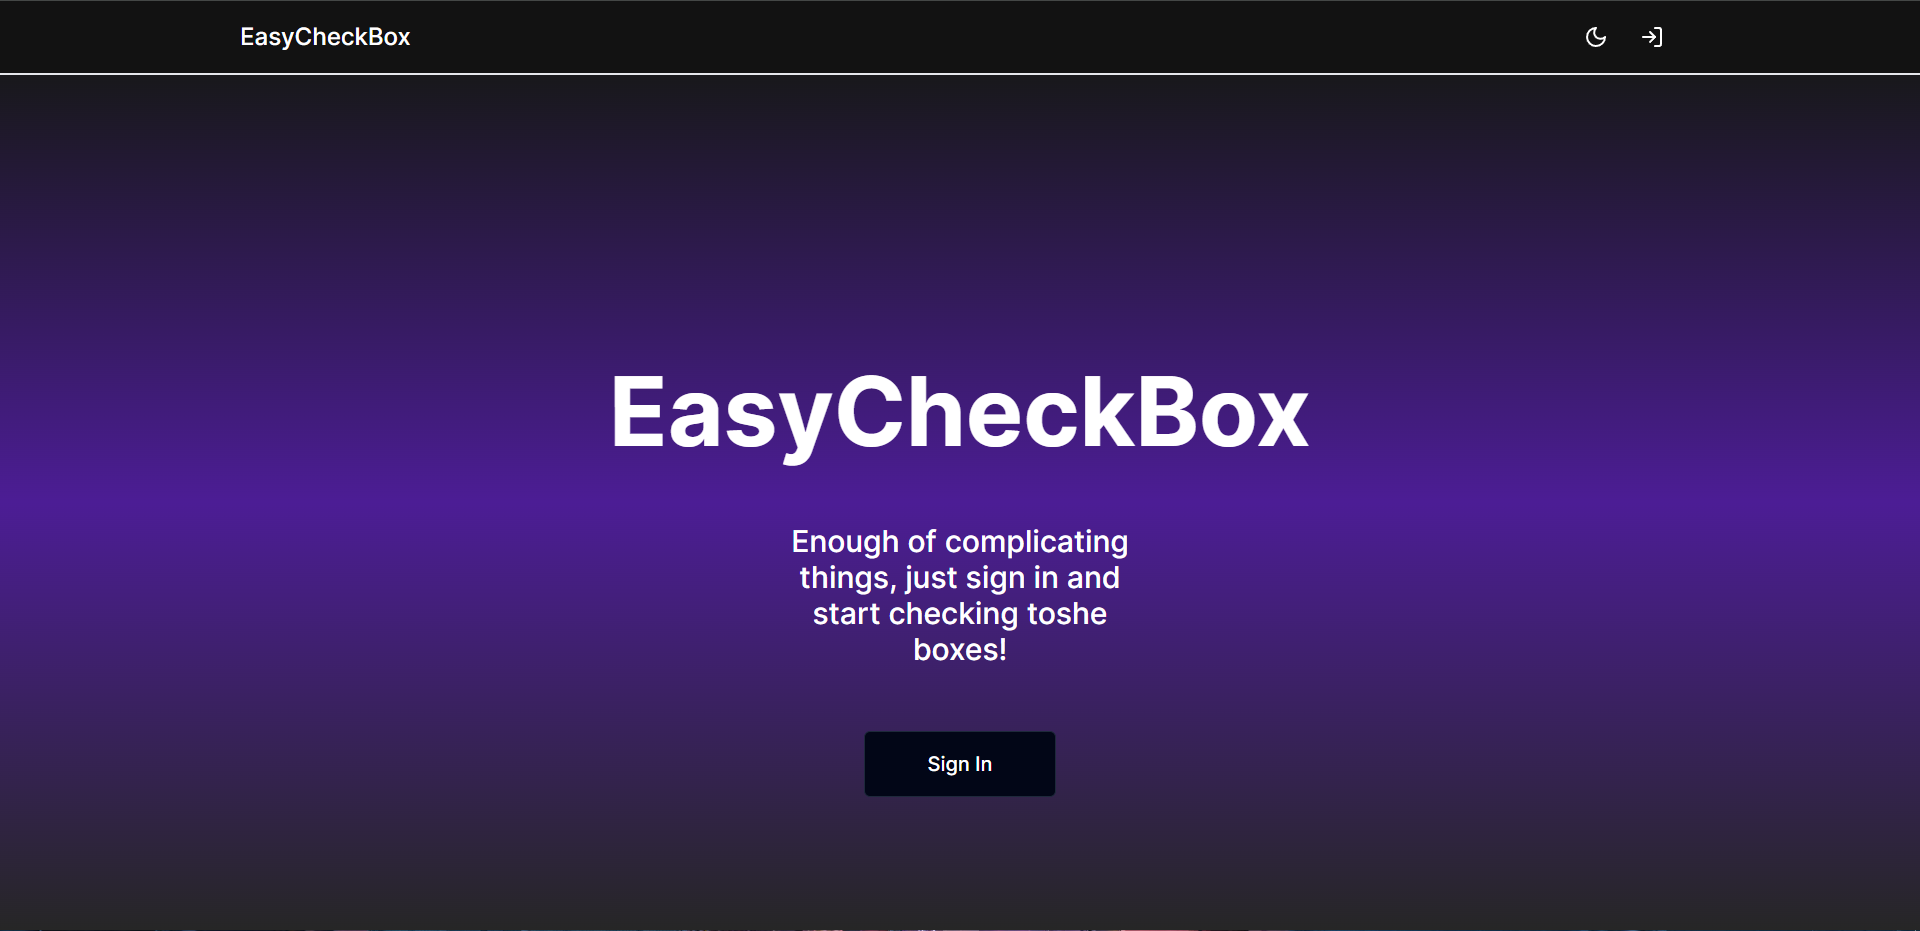 EasyCheckBox
EasyCheckBox
Enough of complicating
things, just sign in and
start checking toshe
boxes!
Sign In